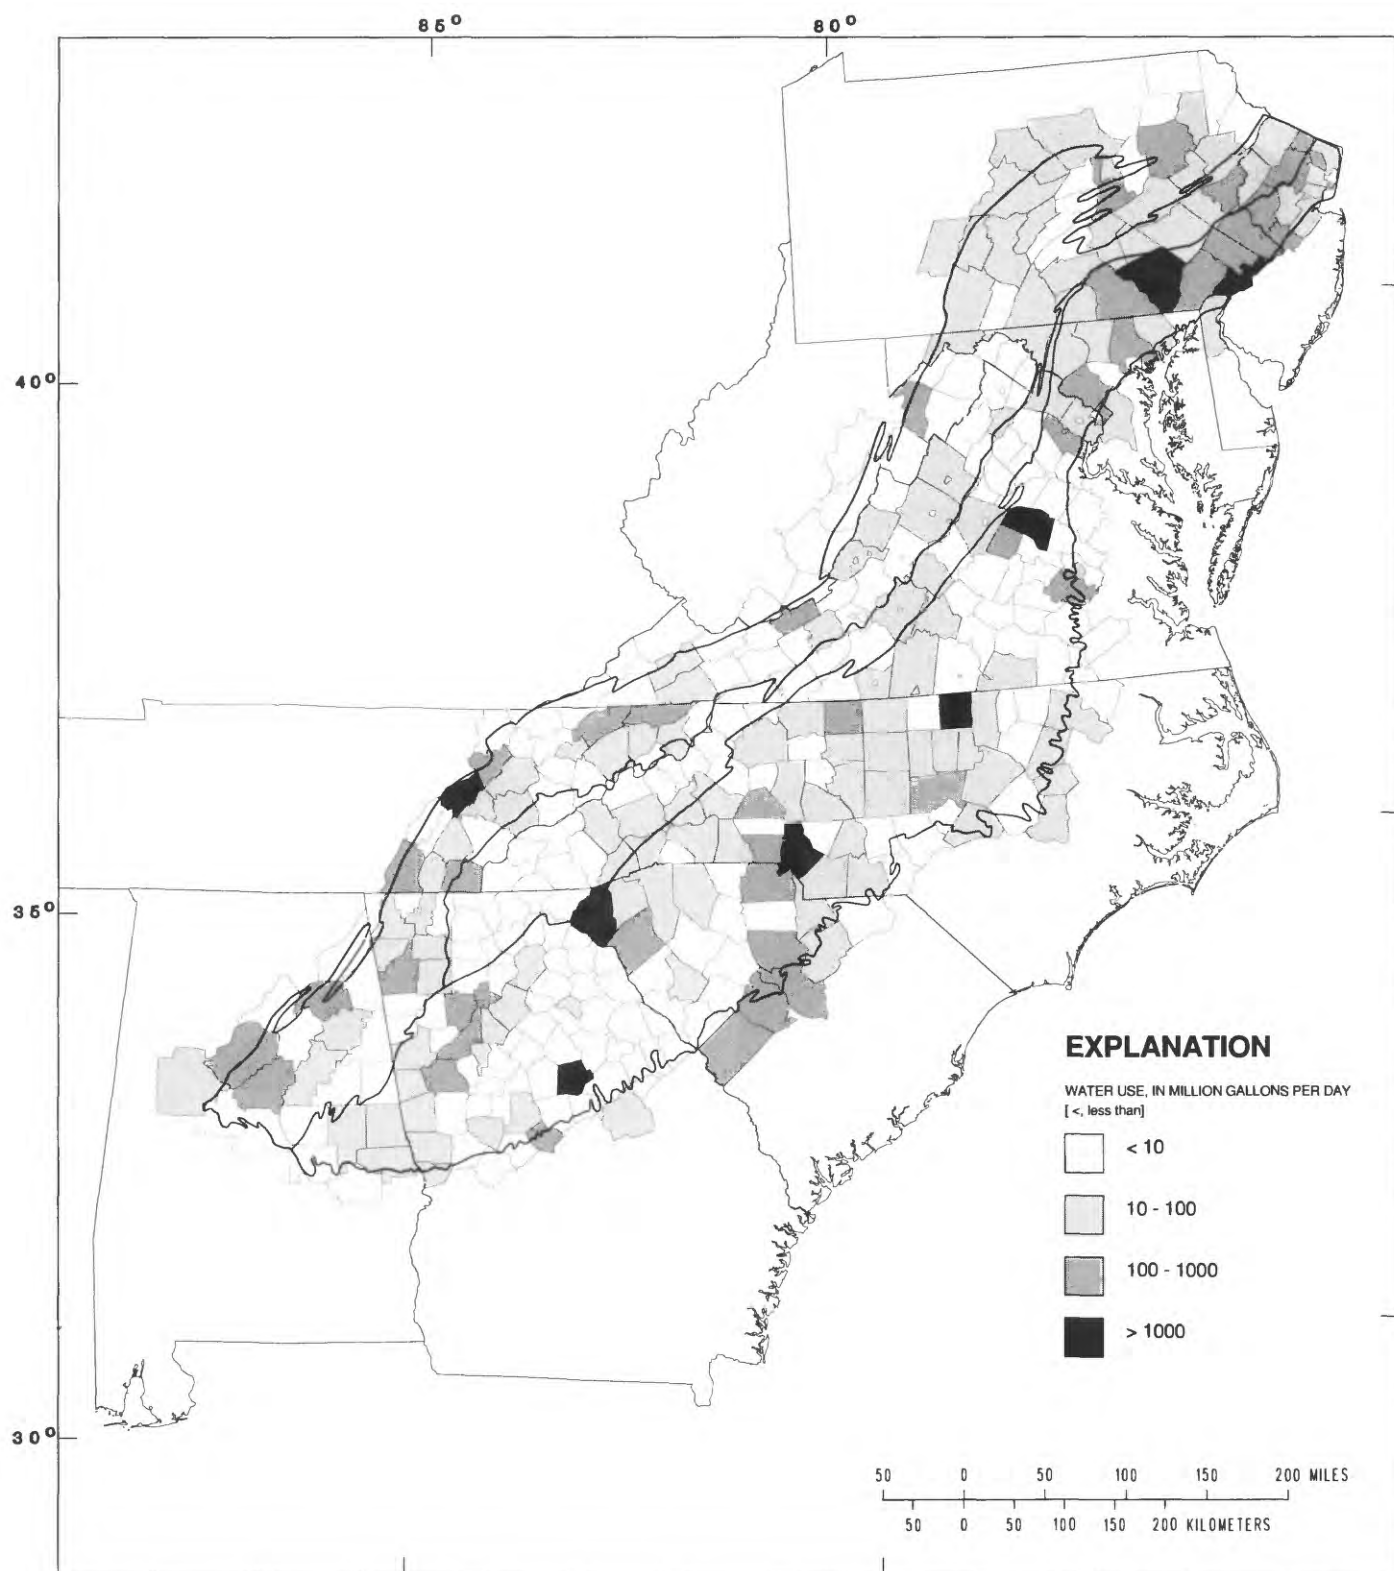 85° 80°
40°
35°
30°
EXPLANATION
WATER USE, IN MILLION GALLONS PER DAY
[ <, less than]
< 10
10 - 100
100 - 1000
> 1000
50 0 50 100 150 200 MILES
50 0 50 100 150 200 KILOMETERS